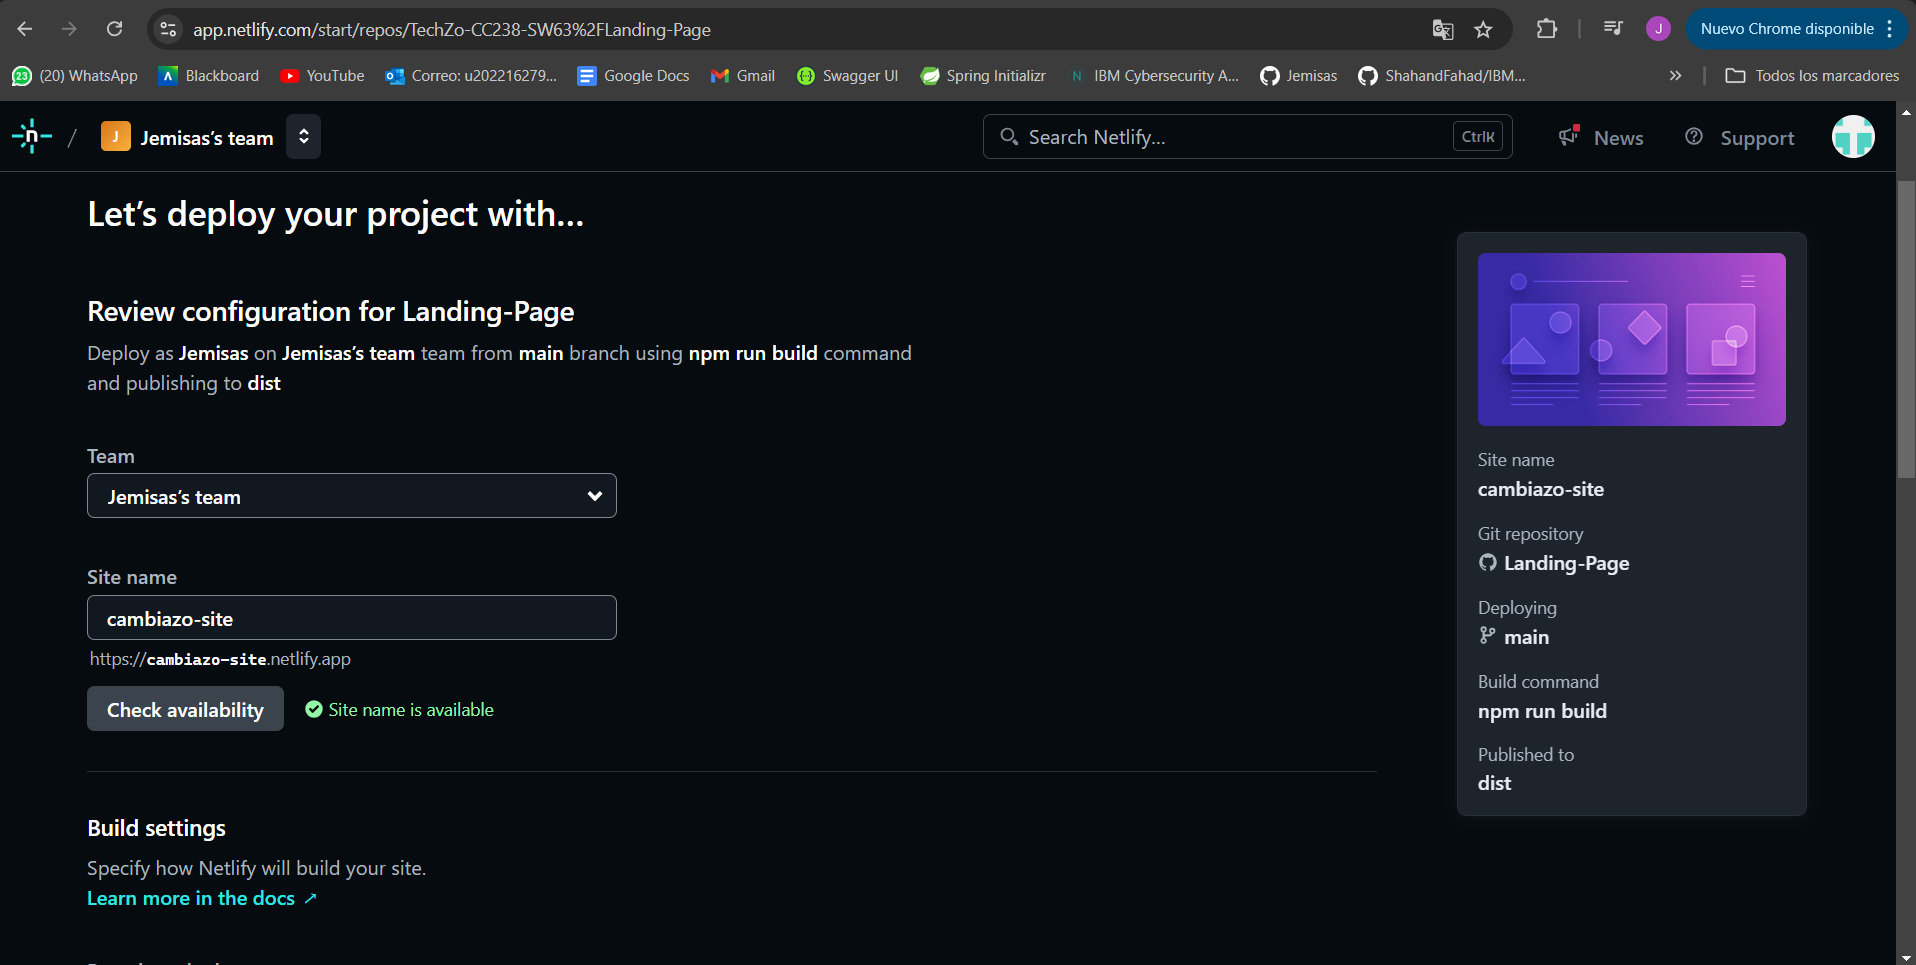 app.netlify.com/start/repos/TechZo-CC238-SW63%2FLanding-Page
J
Nuevo Chrome disponible
23
(20) WhatsApp
Blackboard
YouTube
Correo: u202216279...
Google Docs
Gmail
Swagger UI
Spring Initializr
N
IBM Cybersecurity A...
Jemisas
ShahandFahad/IBM...
»
Todos los marcadores
n
/
J
Jemisas’s team
Search Netlify...
CtrlK
News
Support
Let’s deploy your project with…
Review configuration for Landing-Page
Deploy as Jemisas on Jemisas’s team team from main branch using npm run build command
and publishing to dist
Team
Jemisas’s team
Site name
cambiazo-site
https://cambiazo-site.netlify.app
Check availability
Site name is available
Build settings
Specify how Netlify will build your site.
Learn more in the docs ↗
Site name
cambiazo-site
Git repository
Landing-Page
Deploying
main
Build command
npm run build
Published to
dist